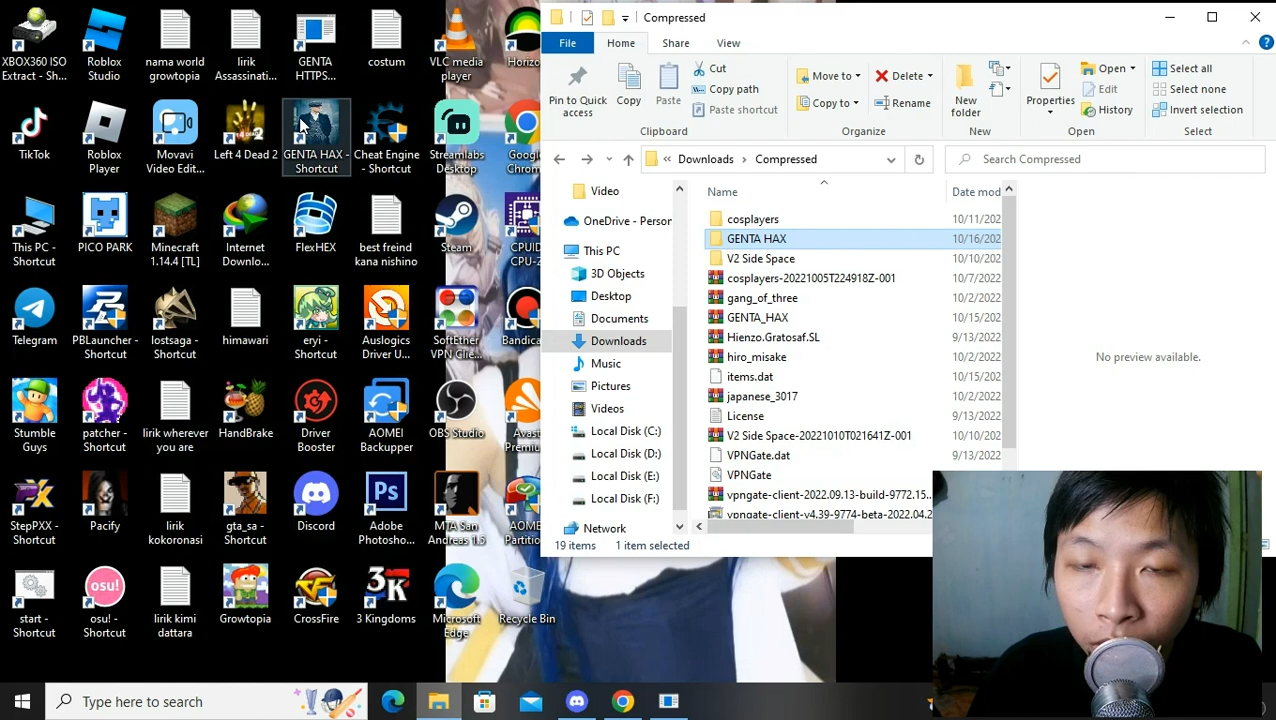 XBOX360 ISO
Extract - Sh...
Roblox
Studio
nama world
growtopia
lirik
Assassinati...
GENTA
HTTPS...
costum
VLC media
player
Horizo
TikTok
Roblox
Player
Movavi
Video Edit...
Left 4 Dead 2
GENTA HAX -
Shortcut
Cheat Engine
- Shortcut
Streamlabs
Desktop
Google
Chrom
This PC -
Shortcut
PICO PARK
Minecraft
1.14.4 [TL]
Internet
Downlo...
FlexHEX
best freind
kana nishino
Steam
CPUID
CPU-Z
Telegram
PBLauncher -
Shortcut
lostsaga -
Shortcut
himawari
eryi -
Shortcut
Auslogics
Driver U...
SoftEther
VPN Clie...
Bandica
Stumble
Guys
patcher -
Shortcut
lirik wherever
you are
HandBrake
Driver
Booster
AOMEI
Backupper
OBS Studio
Avast
Premium
StepPXX -
Shortcut
Pacify
lirik
kokoronasi
gta_sa -
Shortcut
Discord
Adobe
Photosho...
MTA San
Andreas 1.5
AOME
Partition
start -
Shortcut
osu! -
Shortcut
lirik kimi
dattara
Growtopia
CrossFire
3 Kingdoms
Microsoft
Edge
Recycle Bin
Type here to search
Compressed
File
Home
Share
View
Pin to Quick
access
Copy
Paste
Cut
Copy path
Paste shortcut
Clipboard
Move to
Copy to
Delete
Rename
Organize
New
folder
New
Properties
Open
Edit
History
Open
Select all
Select none
Invert selection
Select
« Downloads > Compressed
Search Compressed
Video
OneDrive - Person
This PC
3D Objects
Desktop
Documents
Downloads
Music
Pictures
Videos
Local Disk (C:)
Local Disk (D:)
Local Disk (E:)
Local Disk (F:)
Network
Name Date mod
cosplayers 10/11/202
GENTA HAX 10/16/202
V2 Side Space 10/10/202
cosplayers-20221005T224918Z-001 10/7/2022
gang_of_three 10/2/2022
GENTA_HAX 10/15/202
Hienzo.Gratosaf.SL 9/13/2022
hiro_misake 10/2/2022
items.dat 10/15/202
japanese_3017 10/2/2022
License 9/13/2022
V2 Side Space-20221010T021641Z-001 10/10/202
VPNGate.dat 9/13/2022
VPNGate
vpngate-client-2022.09.13-build-9772.15...
vpngate-client-v4.39-9774-beta-2022.04.2
No preview available.
19 items
1 item selected